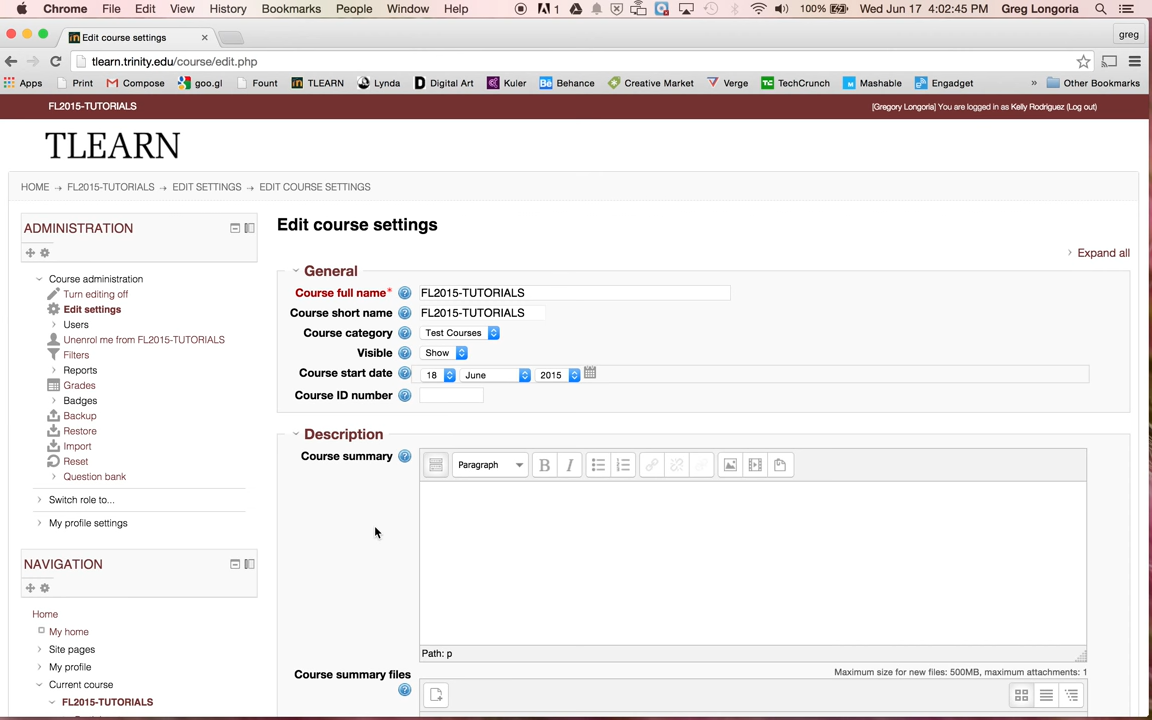 Chrome File Edit View History Bookmarks People Window Help 1 100% Wed Jun 17 4:02:45 PM Greg Longoria
Edit course settings greg
tlearn.trinity.edu/course/edit.php
Apps Print Compose goo.gl Fount TLEARN Lynda Digital Art Kuler Behance Creative Market Verge TechCrunch Mashable Engadget » Other Bookmarks
FL2015-TUTORIALS [Gregory Longoria] You are logged in as Kelly Rodriguez (Log out)
TLEARN
HOME → FL2015-TUTORIALS → EDIT SETTINGS → EDIT COURSE SETTINGS
ADMINISTRATION
Course administration
Turn editing off
Edit settings
Users
Unenrol me from FL2015-TUTORIALS
Filters
Reports
Grades
Badges
Backup
Restore
Import
Reset
Question bank
Switch role to...
My profile settings
NAVIGATION
Home
My home
Site pages
My profile
Current course
FL2015-TUTORIALS
Edit course settings
Expand all
General
Course full name* FL2015-TUTORIALS
Course short name FL2015-TUTORIALS
Course category Test Courses
Visible Show
Course start date 18 June 2015
Course ID number
Description
Course summary Paragraph B I
Path: p
Course summary files Maximum size for new files: 500MB, maximum attachments: 1